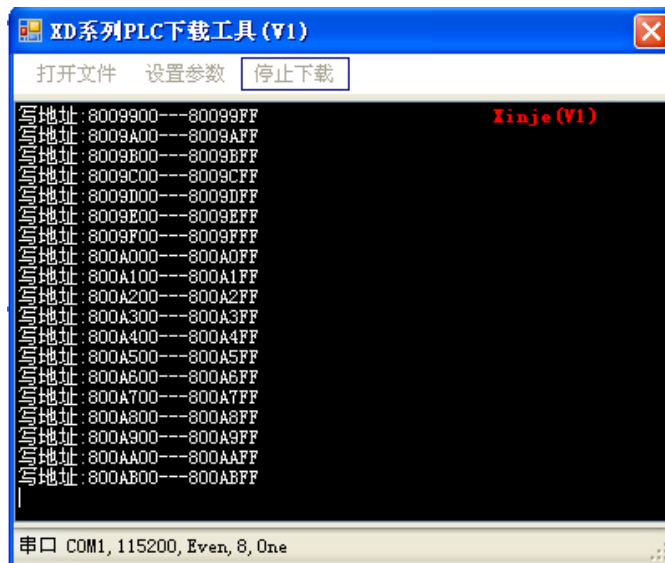 XD系列PLC下载工具(V1)
打开文件 设置参数 停止下载
写地址:8009900---80099FF Xinje(V1)
写地址:8009A00---8009AFF
写地址:8009B00---8009BFF
写地址:8009C00---8009CFF
写地址:8009D00---8009DFF
写地址:8009E00---8009EFF
写地址:8009F00---8009FFF
写地址:800A000---800A0FF
写地址:800A100---800A1FF
写地址:800A200---800A2FF
写地址:800A300---800A3FF
写地址:800A400---800A4FF
写地址:800A500---800A5FF
写地址:800A600---800A6FF
写地址:800A700---800A7FF
写地址:800A800---800A8FF
写地址:800A900---800A9FF
写地址:800AA00---800AAFF
写地址:800AB00---800ABFF
串口 COM1,115200,Even,8,One